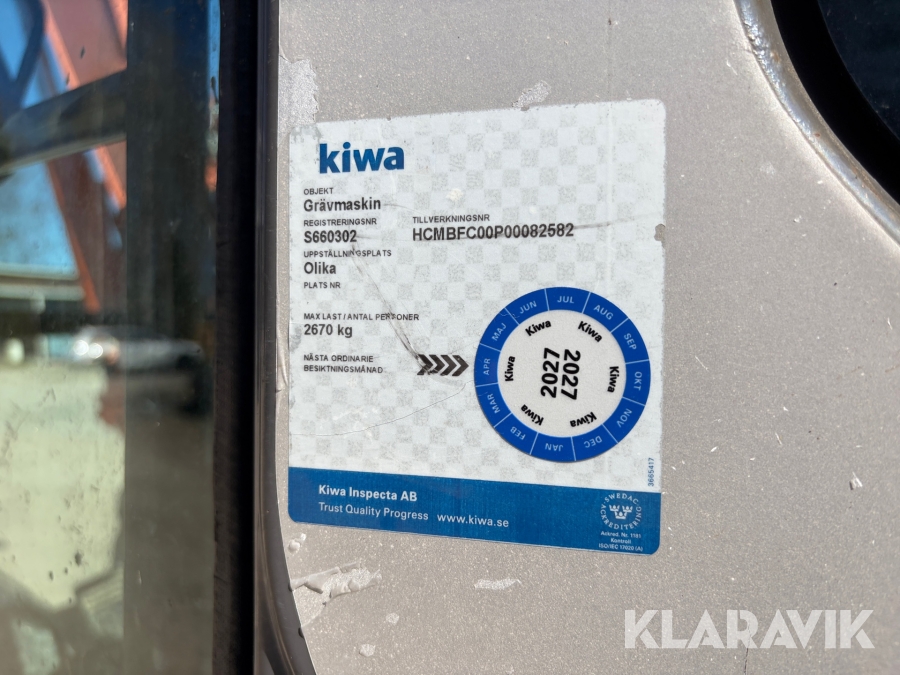 kiwa
OBJEKT
Grävmaskin
REGISTRERINGSNR
S660302
TILLVERKNINGSNR
HCMBFC00P00082582
UPPSTÄLLNINGSPLATS
Olika
PLATS NR
MAX LAST / ANTAL PERSONER
2670 kg
NÄSTA ORDINARIE
BESIKTNINGSMÅNAD
JAN FEB MAR APR MAJ JUN JUL AUG SEP OKT NOV DEC
Kiwa Kiwa Kiwa Kiwa Kiwa Kiwa
2027
2027
3665417
Kiwa Inspecta AB
Trust Quality Progress www.kiwa.se
SWEDAC
ACKREDITERING
Ackred. Nr. 1191
Kontroll
ISO/IEC 17020 (A)
KLARAVIK